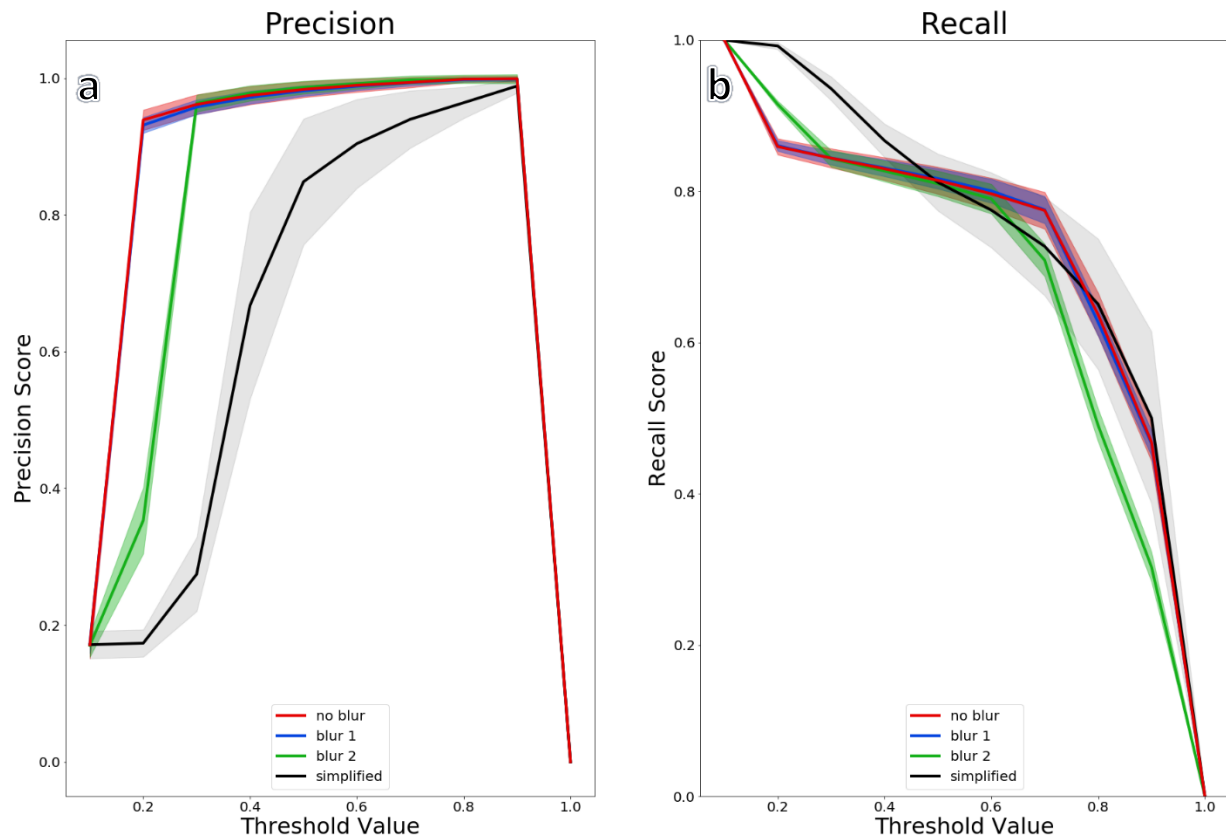 Precision
a
1.0
0.8
0.6
0.4
0.2
0.0
Precision Score
no blur
blur 1
blur 2
simplified
0.2
0.4
0.6
0.8
1.0
Threshold Value
Recall
b
1.0
0.8
0.6
0.4
0.2
0.0
Recall Score
no blur
blur 1
blur 2
simplified
0.2
0.4
0.6
0.8
1.0
Threshold Value